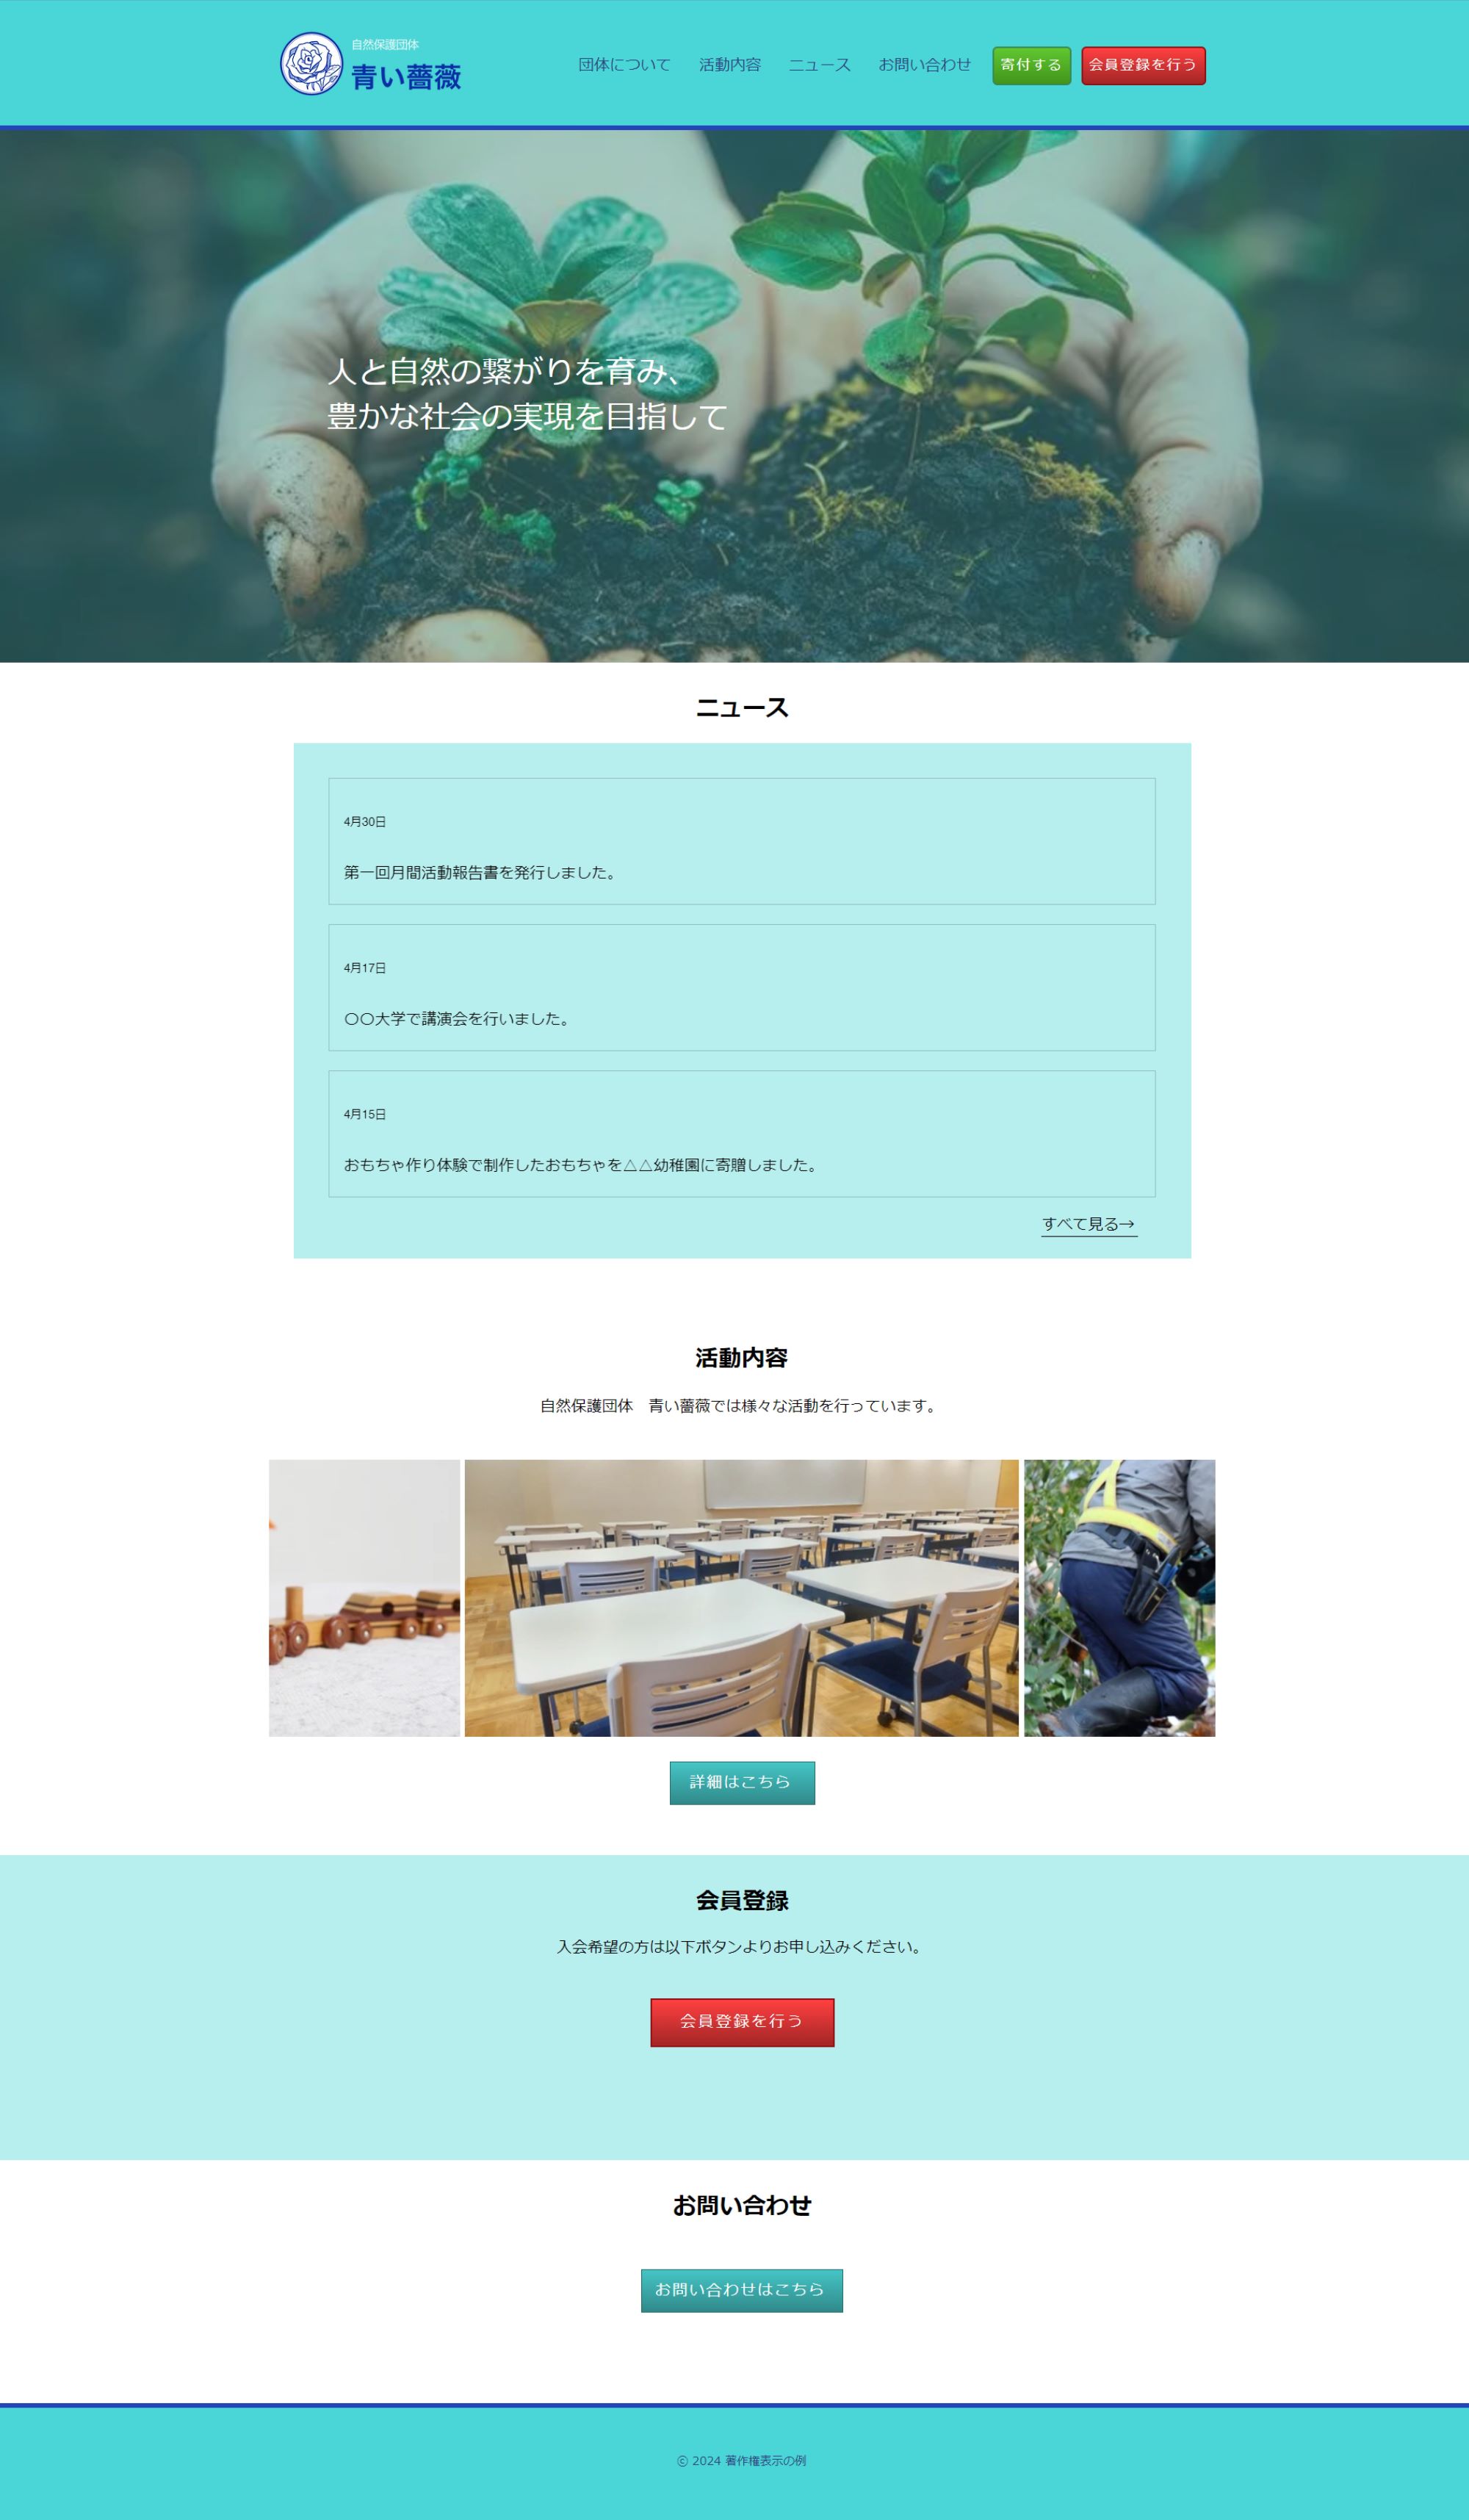 自然保護団体
青い薔薇
団体について 活動内容 ニュース お問い合わせ 寄付する 会員登録を行う
人と自然の繋がりを育み、
豊かな社会の実現を目指して
ニュース
4月30日
第一回月間活動報告書を発行しました。
4月17日
〇〇大学で講演会を行いました。
4月15日
おもちゃ作り体験で制作したおもちゃを△△幼稚園に寄贈しました。
すべて見る→
活動内容
自然保護団体　青い薔薇では様々な活動を行っています。
詳細はこちら
会員登録
入会希望の方は以下ボタンよりお申し込みください。
会員登録を行う
お問い合わせ
お問い合わせはこちら
© 2024 著作権表示の例